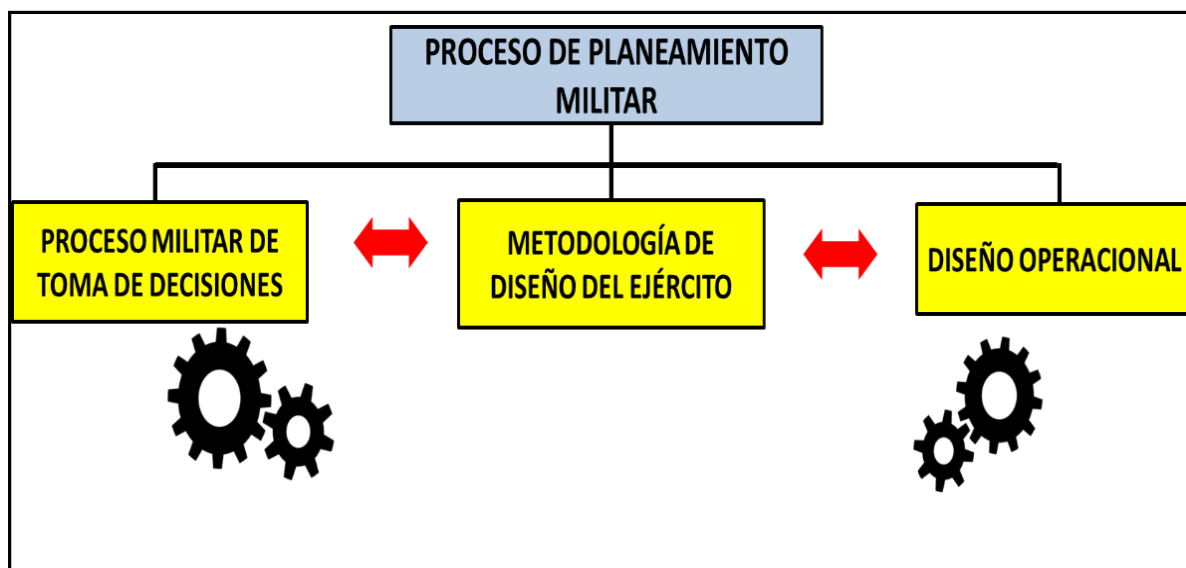 PROCESO DE PLANEAMIENTO
MILITAR
PROCESO MILITAR DE
TOMA DE DECISIONES
METODOLOGÍA DE
DISEÑO DEL EJÉRCITO
DISEÑO OPERACIONAL